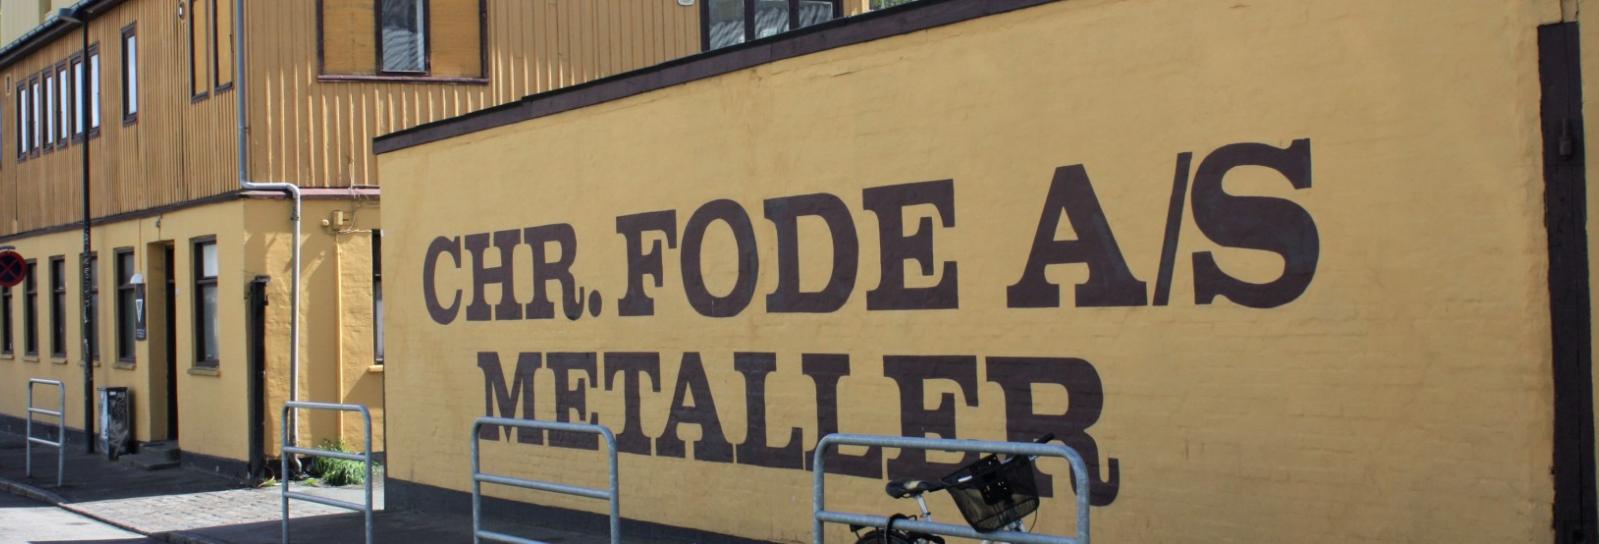 CHR. FODE A/S
METALLER